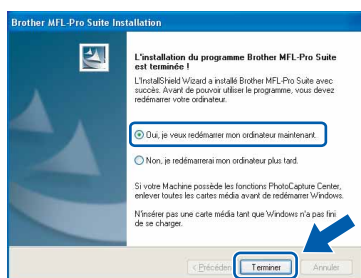 Brother MFL-Pro Suite Installation
L'installation du programme Brother MFL-Pro Suite
est terminée !
L'InstallShield Wizard a installé Brother MFL-Pro Suite avec
succès. Avant de pouvoir utiliser le programme, vous devez
redémarrer votre ordinateur.
Oui, je veux redémarrer mon ordinateur maintenant.
Non, je redémarrerai mon ordinateur plus tard.
Si votre Machine possède les fonctions PhotoCapture Center,
enlever toutes les cartes média avant de redémarrer Windows.
N'insérer pas une carte média tant que Windows n'a pas fini
de se charger.
< Précéden Terminer Annuler